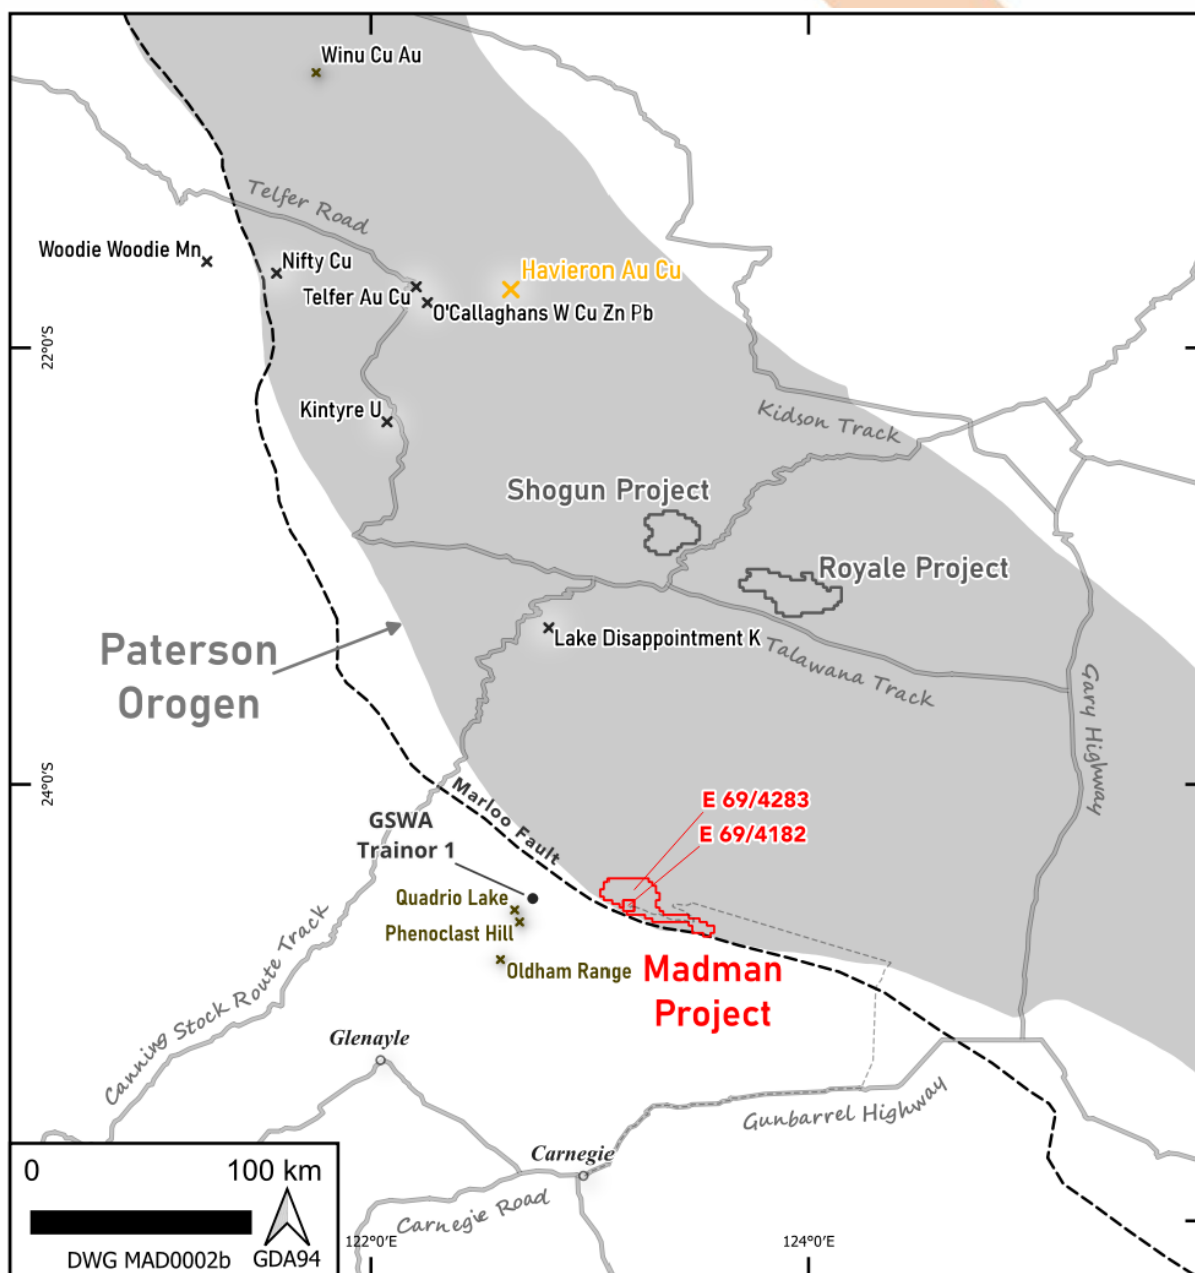 Winu Cu Au
Telfer Road
Woodie Woodie Mn
Nifty Cu
Havieron Au Cu
Telfer Au Cu
O'Callaghans W Cu Zn Pb
22°0'S
Kintyre U
Kidson Track
Shogun Project
Royale Project
Lake Disappointment K
Paterson
Orogen
Talawana Track
Gary Highway
24°0'S
Marloo Fault
E 69/4283
E 69/4182
GSWA
Trainor 1
Quadrio Lake
Phenoclast Hill
Oldham Range
Madman
Project
Canning Stock Route Track
Glenayle
Gunbarrel Highway
Carnegie
Carnegie Road
0 100 km
DWG MAD0002b GDA94
122°0'E
124°0'E